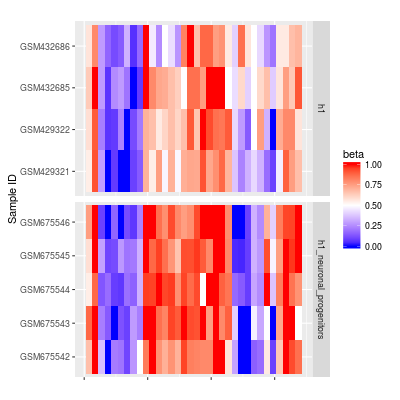 GSM432686
GSM432685
GSM429322
GSM429321
h1
GSM675546
GSM675545
GSM675544
GSM675543
GSM675542
h1_neuronal_progenitors
Sample ID
beta
1.00
0.75
0.50
0.25
0.00